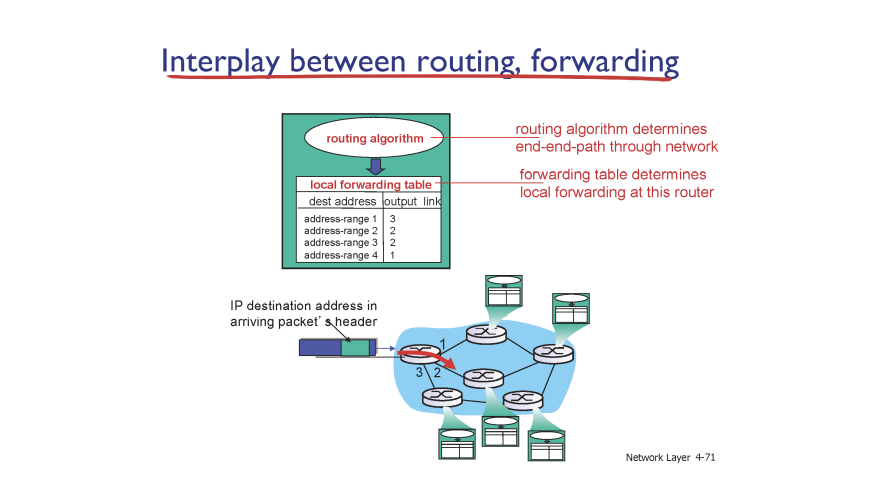 Interplay between routing, forwarding
routing algorithm
routing algorithm determines
end-end-path through network
local forwarding table
forwarding table determines
local forwarding at this router
dest address output link
address-range 1 3
address-range 2 2
address-range 3 2
address-range 4 1
IP destination address in
arriving packet’s header
1
3 2
Network Layer 4-71